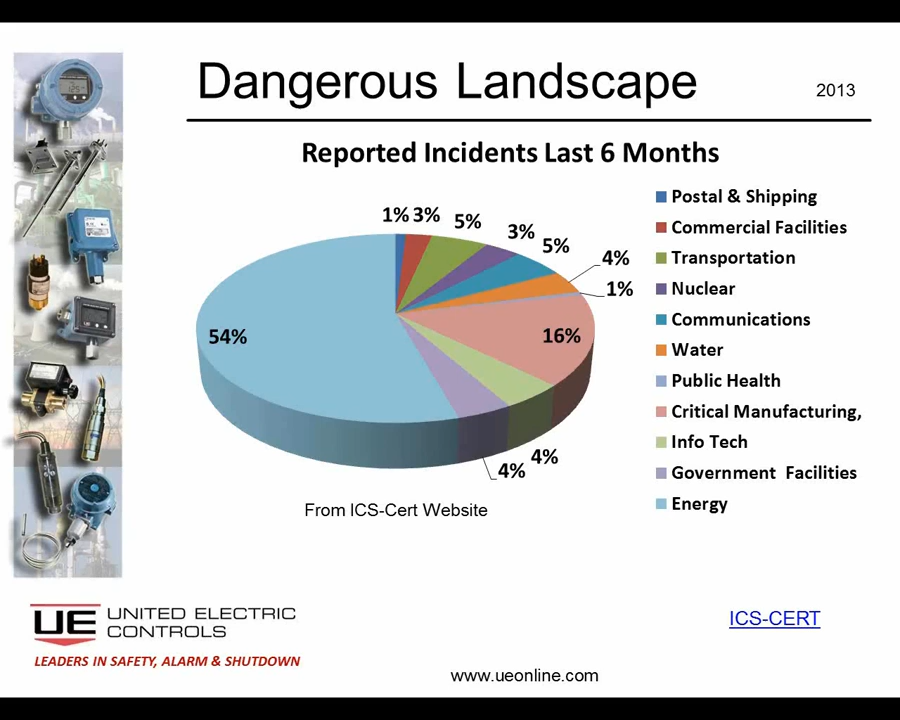 Dangerous Landscape
2013
Reported Incidents Last 6 Months
1%
3%
5%
3%
5%
4%
1%
16%
4%
4%
54%
Postal & Shipping
Commercial Facilities
Transportation
Nuclear
Communications
Water
Public Health
Critical Manufacturing,
Info Tech
Government Facilities
Energy
From ICS-Cert Website
UE UNITED ELECTRIC
CONTROLS
LEADERS IN SAFETY, ALARM & SHUTDOWN
ICS-CERT
www.ueonline.com